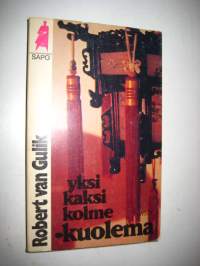 SAPO
Robert van Gulik
yksi
kaksi
kolme
-kuolema